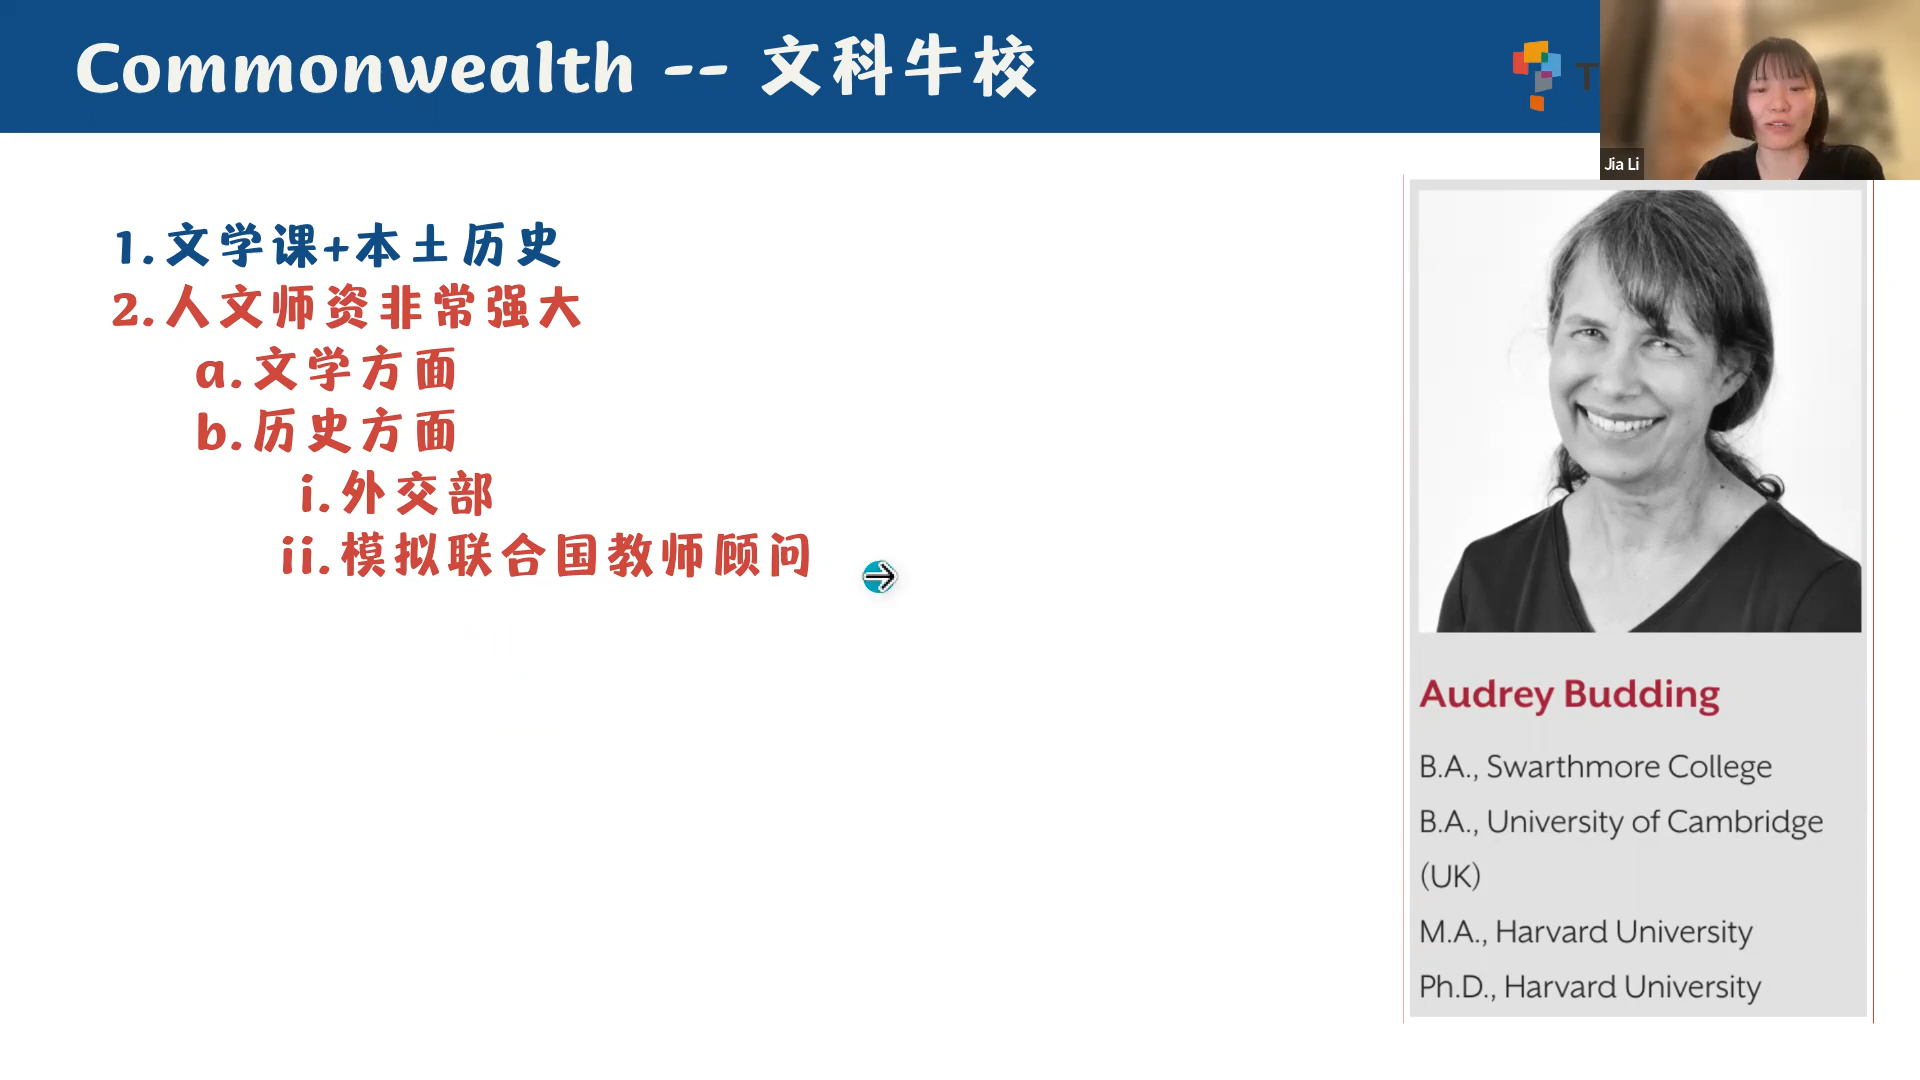 Commonwealth -- 文科牛校
T
Jia Li
1.文学课+本土历史
2.人文师资非常强大
a.文学方面
b.历史方面
i.外交部
ii.模拟联合国教师顾问
Audrey Budding
B.A., Swarthmore College
B.A., University of Cambridge
(UK)
M.A., Harvard University
Ph.D., Harvard University